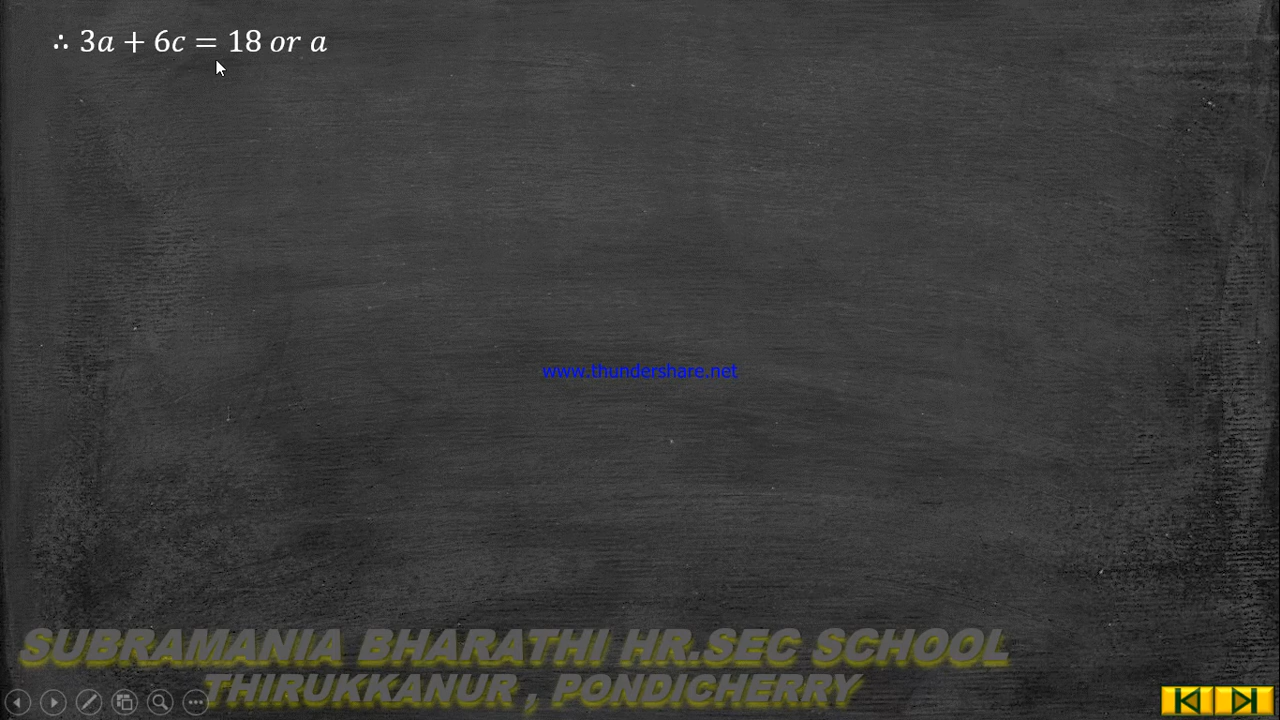 ∴ 3a + 6c = 18 or a
www.thundershare.net
SUBRAMANIA BHARATHI HR.SEC SCHOOL
THIRUKKANUR , PONDICHERRY